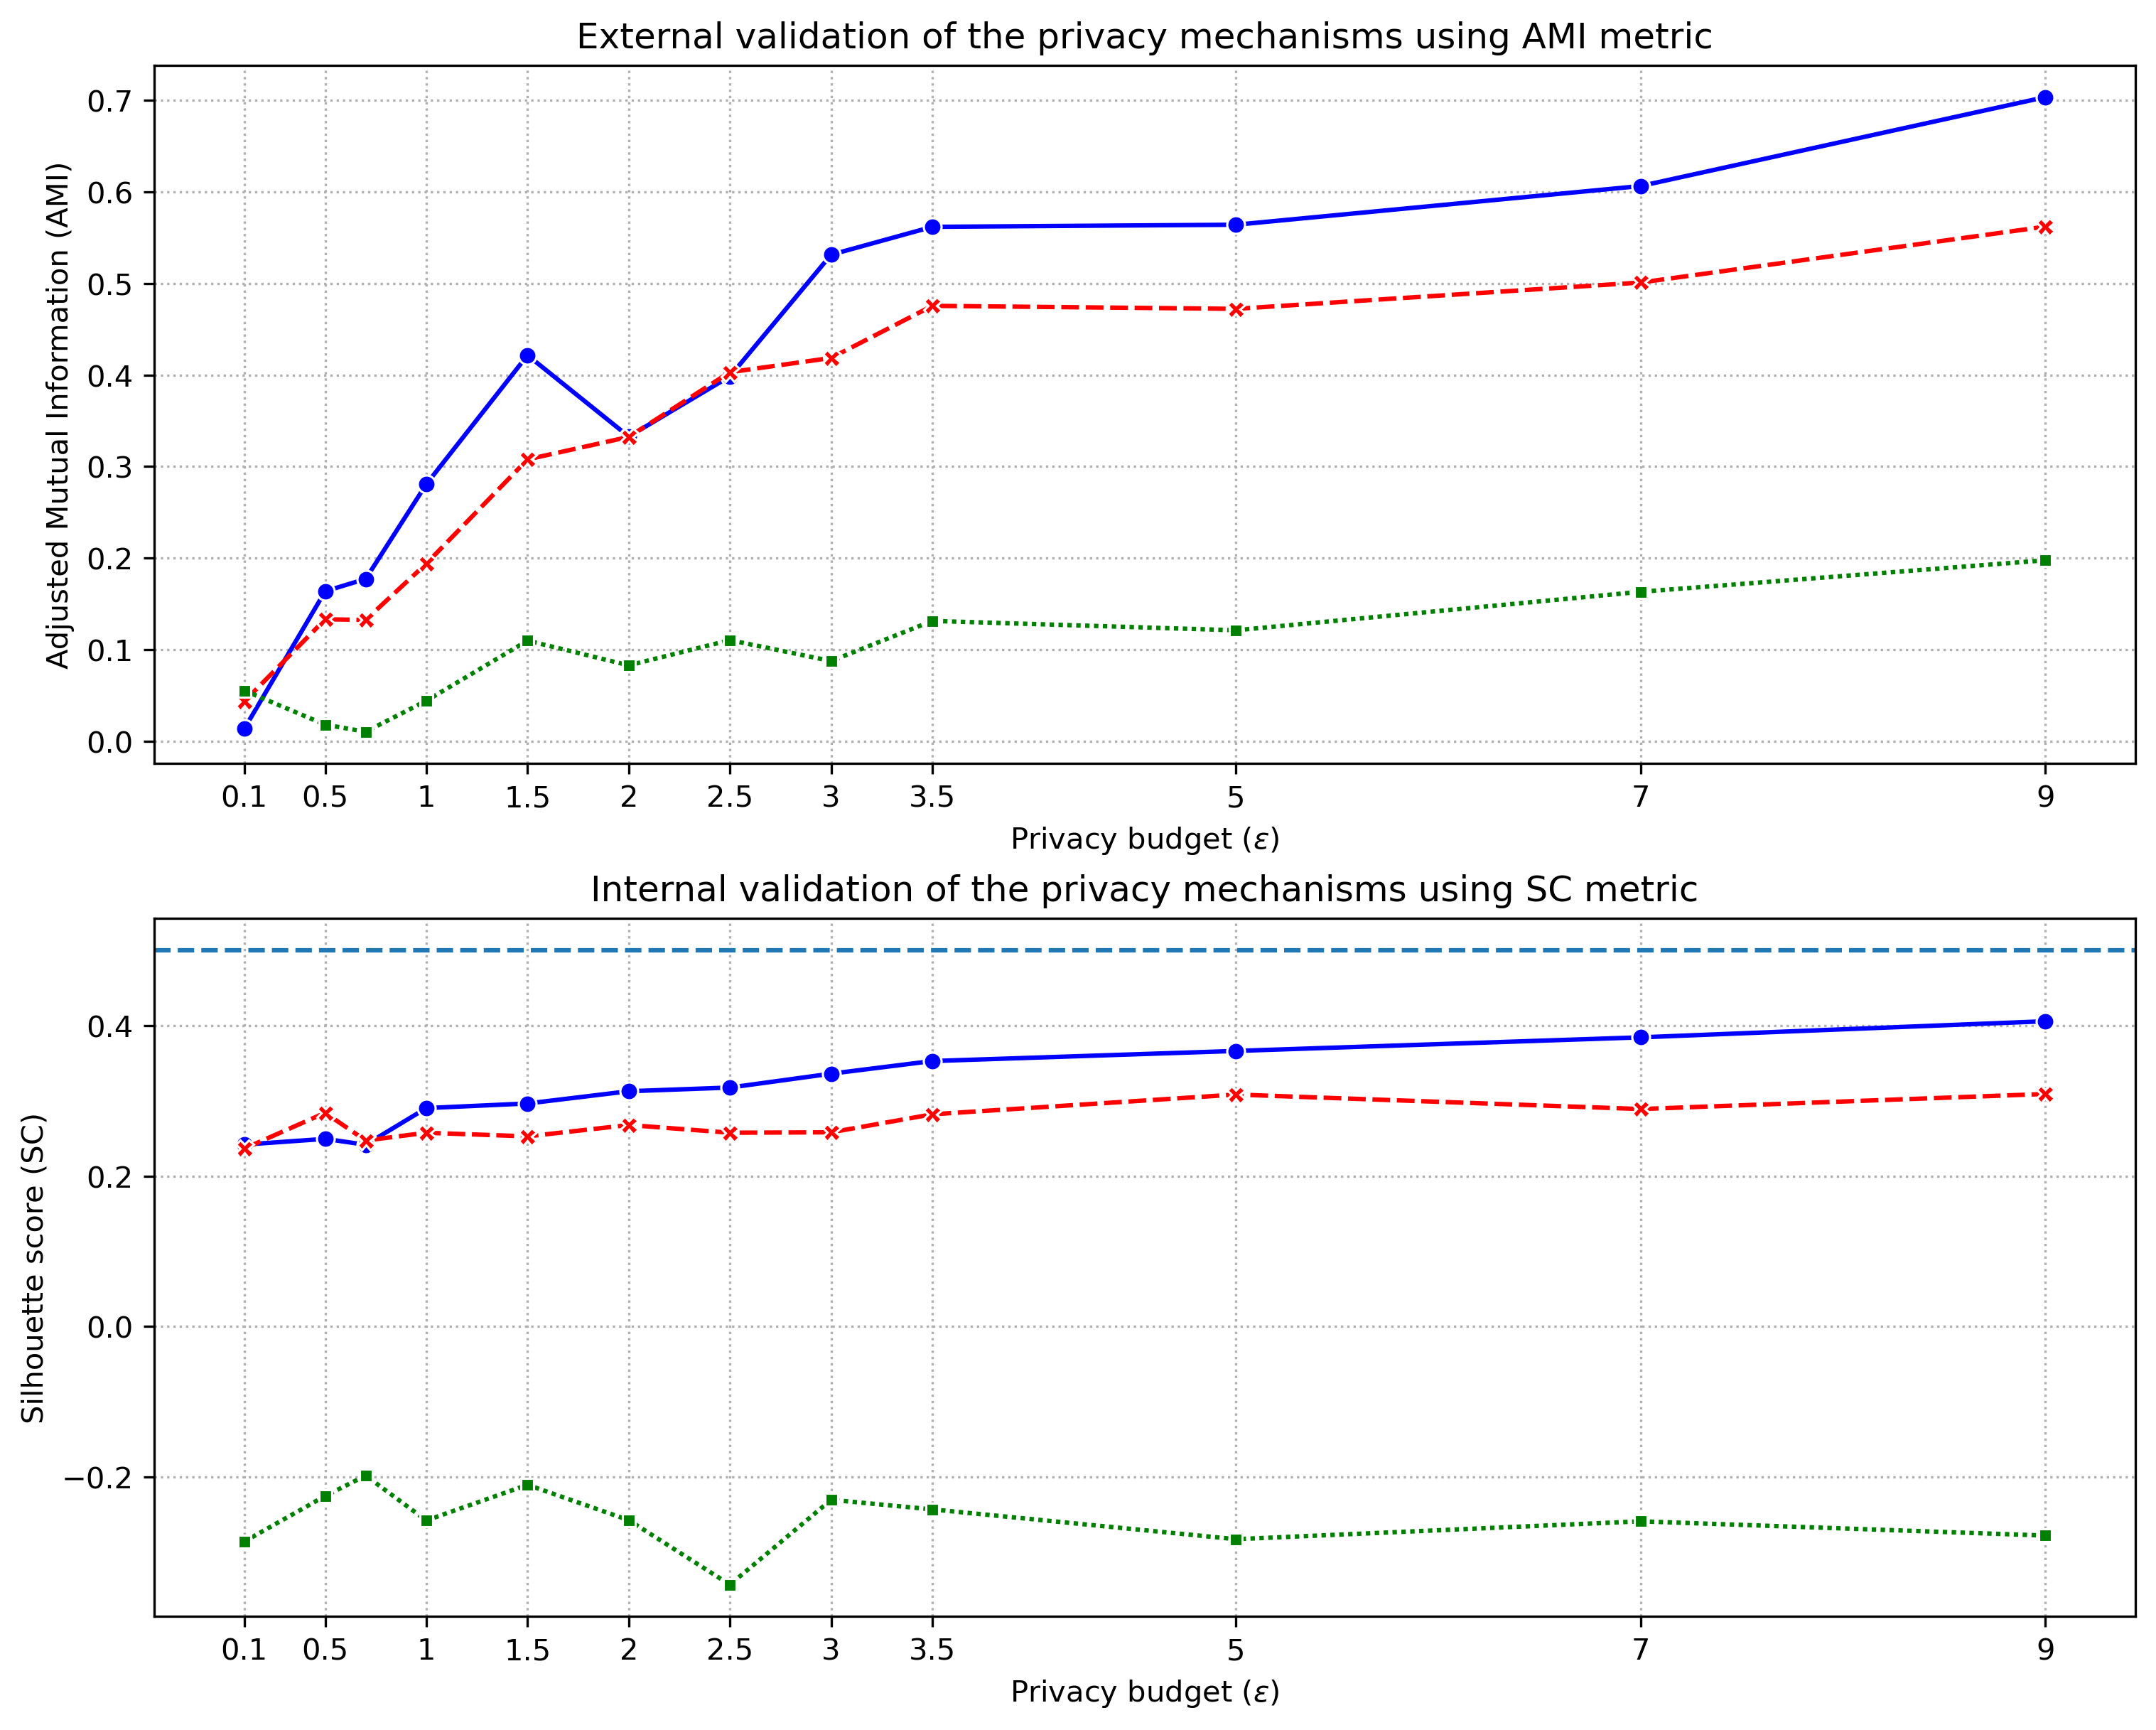 External validation of the privacy mechanisms using AMI metric
Adjusted Mutual Information (AMI)
0.7
0.6
0.5
0.4
0.3
0.2
0.1
0.0
0.1 0.5 1 1.5 2 2.5 3 3.5 5 7 9
Privacy budget (ε)
Internal validation of the privacy mechanisms using SC metric
Silhouette score (SC)
0.4
0.2
0.0
−0.2
0.1 0.5 1 1.5 2 2.5 3 3.5 5 7 9
Privacy budget (ε)